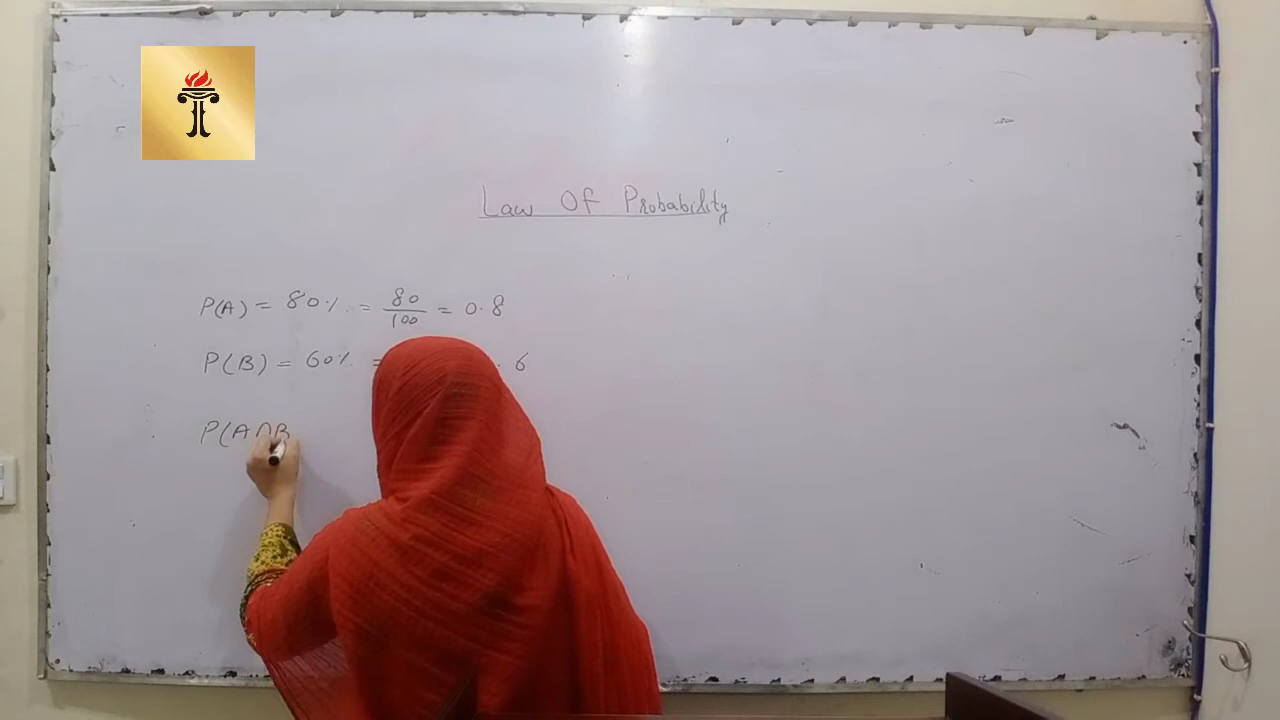 Law Of Probability
P(A) = 80% = 80/100 = 0.8
P(B) = 60% = . 6
P(A∩B